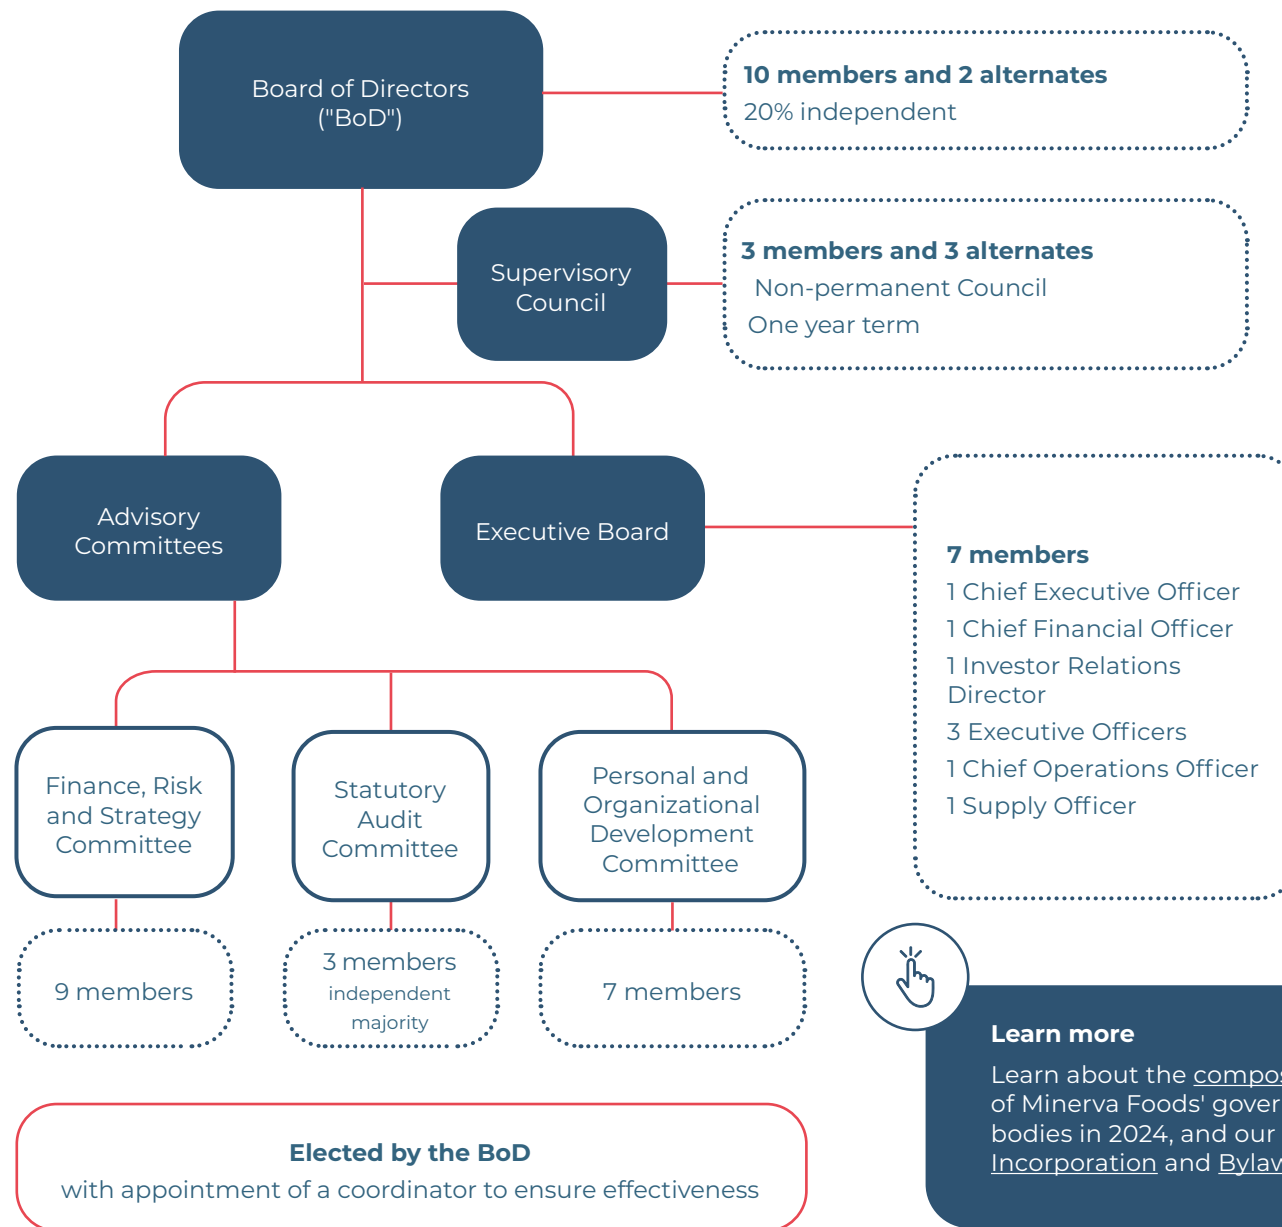 Board of Directors
("BoD")
10 members and 2 alternates
20% independent
Supervisory
Council
3 members and 3 alternates
Non-permanent Council
One year term
Advisory
Committees
Executive Board
7 members
1 Chief Executive Officer
1 Chief Financial Officer
1 Investor Relations
Director
3 Executive Officers
1 Chief Operations Officer
1 Supply Officer
Finance, Risk
and Strategy
Committee
Statutory
Audit
Committee
Personal and
Organizational
Development
Committee
9 members
3 members
independent
majority
7 members
Elected by the BoD
with appointment of a coordinator to ensure effectiveness
Learn more
Learn about the
of Minerva Foods'
bodies in 2024, and our
Incorporation and